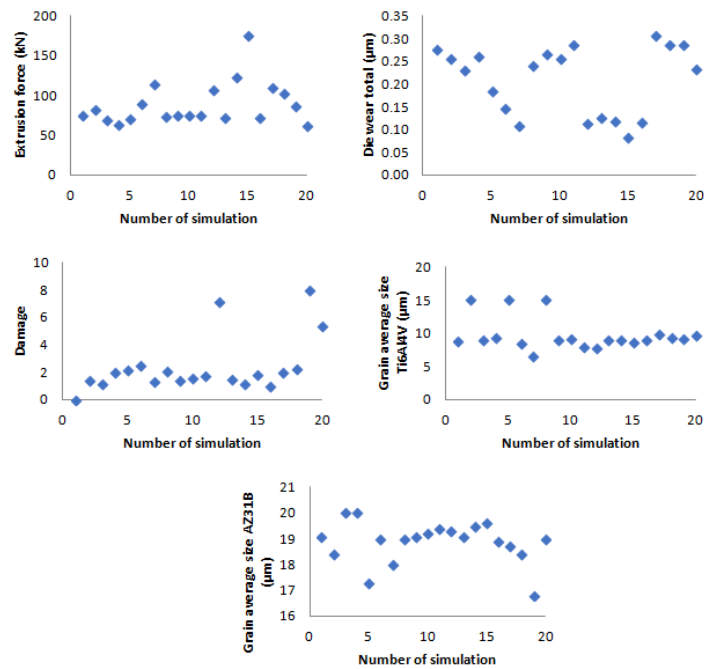 Extrusion force (kN)
200
150
100
50
0
0 5 10 15 20
Number of simulation
Die wear total (µm)
0.35
0.30
0.25
0.20
0.15
0.10
0.05
0.00
0 5 10 15 20
Number of simulation
Damage
10
8
6
4
2
0
0 5 10 15 20
Number of simulation
Grain average size
Ti6Al4V (µm)
20
15
10
5
0
0 5 10 15 20
Number of simulation
Grain average size AZ31B
(µm)
21
20
19
18
17
16
0 5 10 15 20
Number of simulation